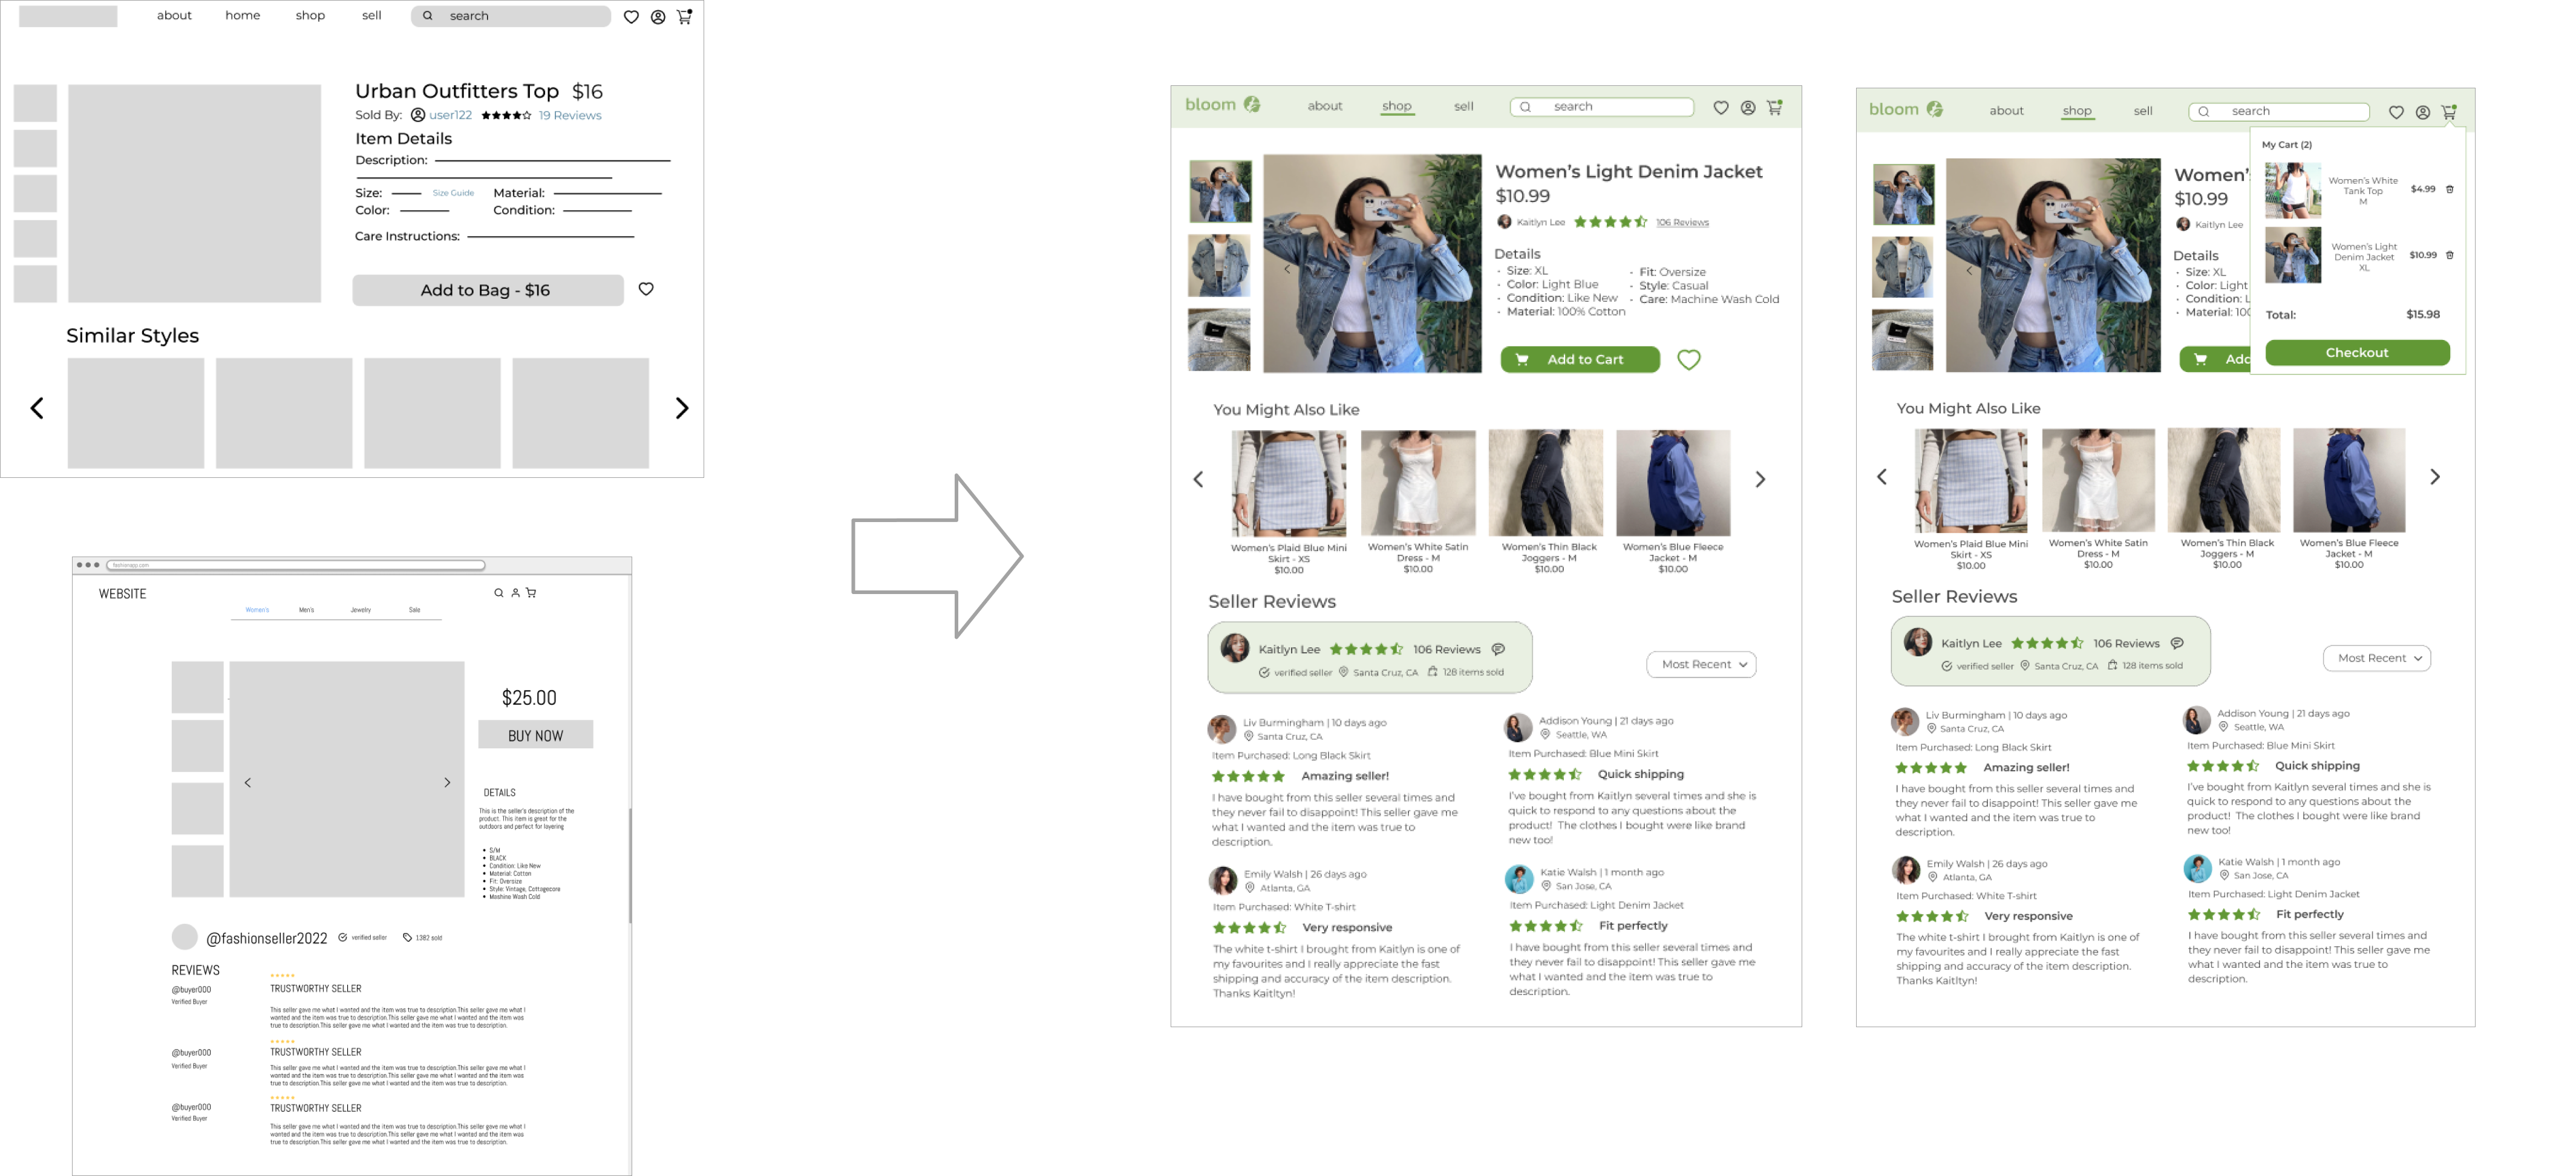 about home shop sell search
Urban Outfitters Top $16
Sold By: user122 19 Reviews
Item Details
Description:
Size: Size Guide Material:
Color: Condition:
Care Instructions:
Add to Bag - $16
Similar Styles
fashionapp.com
WEBSITE
Women's Men's Jewelry Sale
$25.00
BUY NOW
DETAILS
This is the seller's description of the
product. This item is great for the
outdoors and perfect for layering
S/M
BLACK
Condition: Like New
Material: Cotton
Fit: Oversize
Style: Vintage, Cottagecore
Mashine Wash Cold
@fashionseller2022 verified seller 1382 sold
REVIEWS
@buyer000
Verified Buyer
TRUSTWORTHY SELLER
This seller gave me what I wanted and the item was true to description.This seller gave me what I
wanted and the item was true to description.This seller gave me what I wanted and the item was
true to description.This seller gave me what I wanted and the item was true to description.
@buyer000
Verified Buyer
TRUSTWORTHY SELLER
This seller gave me what I wanted and the item was true to description.This seller gave me what I
wanted and the item was true to description.This seller gave me what I wanted and the item was
true to description.This seller gave me what I wanted and the item was true to description.
@buyer000
Verified Buyer
TRUSTWORTHY SELLER
This seller gave me what I wanted and the item was true to description.This seller gave me what I
wanted and the item was true to description.This seller gave me what I wanted and the item was
true to description.This seller gave me what I wanted and the item was true to description.
bloom about shop sell search
Women's Light Denim Jacket
$10.99
Kaitlyn Lee 106 Reviews
Details
· Size: XL
· Color: Light Blue
· Condition: Like New
· Material: 100% Cotton
· Fit: Oversize
· Style: Casual
· Care: Machine Wash Cold
Add to Cart
You Might Also Like
Women's Plaid Blue Mini
Skirt - XS
$10.00
Women's White Satin
Dress - M
$10.00
Women's Thin Black
Joggers - M
$10.00
Women's Blue Fleece
Jacket - M
$10.00
Seller Reviews
Kaitlyn Lee 106 Reviews
verified seller Santa Cruz, CA 128 items sold
Most Recent
Liv Burmingham | 10 days ago
Santa Cruz, CA
Item Purchased: Long Black Skirt
Amazing seller!
I have bought from this seller several times and
they never fail to disappoint! This seller gave me
what I wanted and the item was true to
description.
Addison Young | 21 days ago
Seattle, WA
Item Purchased: Blue Mini Skirt
Quick shipping
I've bought from Kaitlyn several times and she is
quick to respond to any questions about the
product! The clothes I bought were like brand
new too!
Emily Walsh | 26 days ago
Atlanta, GA
Item Purchased: White T-shirt
Very responsive
The white t-shirt I brought from Kaitlyn is one of
my favourites and I really appreciate the fast
shipping and accuracy of the item description.
Thanks Kaitltyn!
Katie Walsh | 1 month ago
San Jose, CA
Item Purchased: Light Denim Jacket
Fit perfectly
I have bought from this seller several times and
they never fail to disappoint! This seller gave me
what I wanted and the item was true to
description.
bloom about shop sell search
My Cart (2)
Women's White
Tank Top
M
$4.99
Women's Light
Denim Jacket
XL
$10.99
Total: $15.98
Checkout
Women'
$10.99
Kaitlyn Lee
Details
· Size: XL
· Color: Light
· Condition: L
· Material: 100
Add
You Might Also Like
Women's Plaid Blue Mini
Skirt - XS
$10.00
Women's White Satin
Dress - M
$10.00
Women's Thin Black
Joggers - M
$10.00
Women's Blue Fleece
Jacket - M
$10.00
Seller Reviews
Kaitlyn Lee 106 Reviews
verified seller Santa Cruz, CA 128 items sold
Most Recent
Liv Burmingham | 10 days ago
Santa Cruz, CA
Item Purchased: Long Black Skirt
Amazing seller!
I have bought from this seller several times and
they never fail to disappoint! This seller gave me
what I wanted and the item was true to
description.
Addison Young | 21 days ago
Seattle, WA
Item Purchased: Blue Mini Skirt
Quick shipping
I've bought from Kaitlyn several times and she is
quick to respond to any questions about the
product! The clothes I bought were like brand
new too!
Emily Walsh | 26 days ago
Atlanta, GA
Item Purchased: White T-shirt
Very responsive
The white t-shirt I brought from Kaitlyn is one of
my favourites and I really appreciate the fast
shipping and accuracy of the item description.
Thanks Kaitltyn!
Katie Walsh | 1 month ago
San Jose, CA
Item Purchased: Light Denim Jacket
Fit perfectly
I have bought from this seller several times and
they never fail to disappoint! This seller gave me
what I wanted and the item was true to
description.